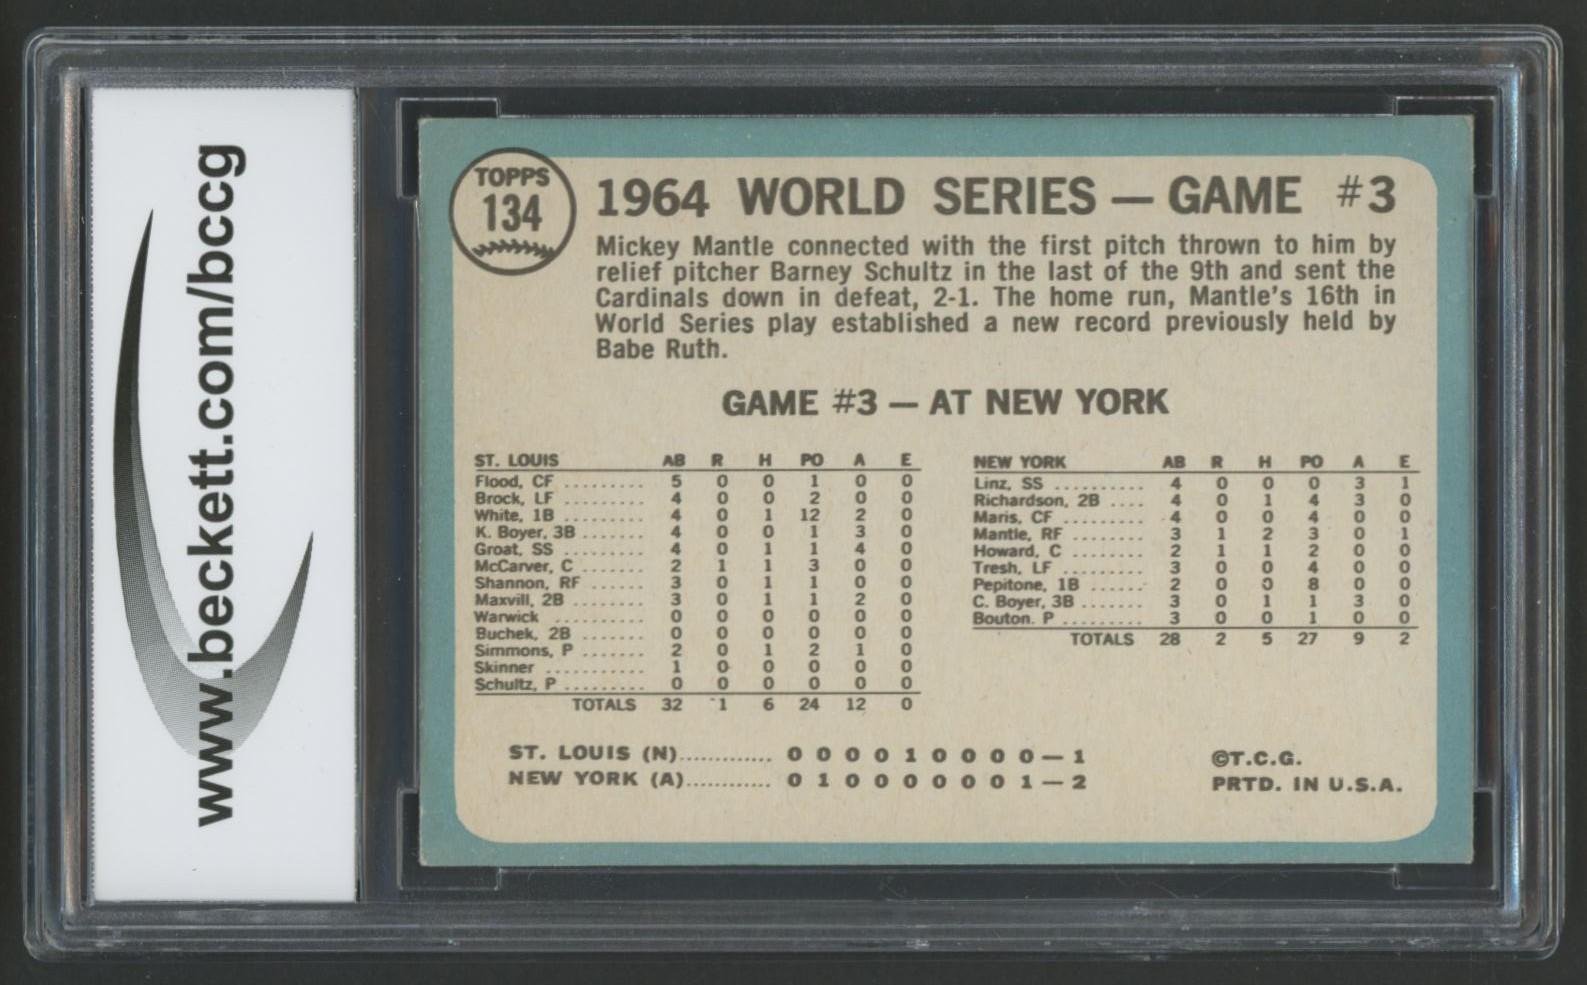 www.beckett.com/bccg
TOPPS
134
1964 WORLD SERIES — GAME #3
Mickey Mantle connected with the first pitch thrown to him by
relief pitcher Barney Schultz in the last of the 9th and sent the
Cardinals down in defeat, 2-1. The home run, Mantle's 16th in
World Series play established a new record previously held by
Babe Ruth.
GAME #3 — AT NEW YORK
ST. LOUIS AB R H PO A E
Flood, CF ......... 5 0 0 1 0 0
Brock, LF ......... 4 0 0 2 0 0
White, 1B ......... 4 0 1 12 2 0
K. Boyer, 3B ....... 4 0 0 1 3 0
Groat, SS ......... 4 0 1 1 4 0
McCarver, C ....... 2 1 1 3 0 0
Shannon, RF ....... 3 0 1 1 0 0
Maxvill, 2B ........ 3 0 1 1 2 0
Warwick .......... 0 0 0 0 0 0
Buchek, 2B ....... 0 0 0 0 0 0
Simmons, P ....... 2 0 1 2 1 0
Skinner ........... 1 0 0 0 0 0
Schultz, P ......... 0 0 0 0 0 0
TOTALS 32 1 6 24 12 0
NEW YORK AB R H PO A E
Linz, SS .......... 4 0 0 0 3 1
Richardson, 2B .... 4 0 1 4 3 0
Maris, CF ......... 4 0 0 4 0 0
Mantle, RF ........ 3 1 2 3 0 1
Howard, C ........ 2 1 1 2 0 0
Tresh, LF ......... 3 0 0 4 0 0
Pepitone, 1B ...... 2 0 0 8 0 0
C. Boyer, 3B ....... 3 0 1 1 3 0
Bouton. P ......... 3 0 0 1 0 0
TOTALS 28 2 5 27 9 2
ST. LOUIS (N)............. 0 0 0 0 1 0 0 0 0 — 1
NEW YORK (A)............ 0 1 0 0 0 0 0 0 1 — 2
©T.C.G.
PRTD. IN U.S.A.